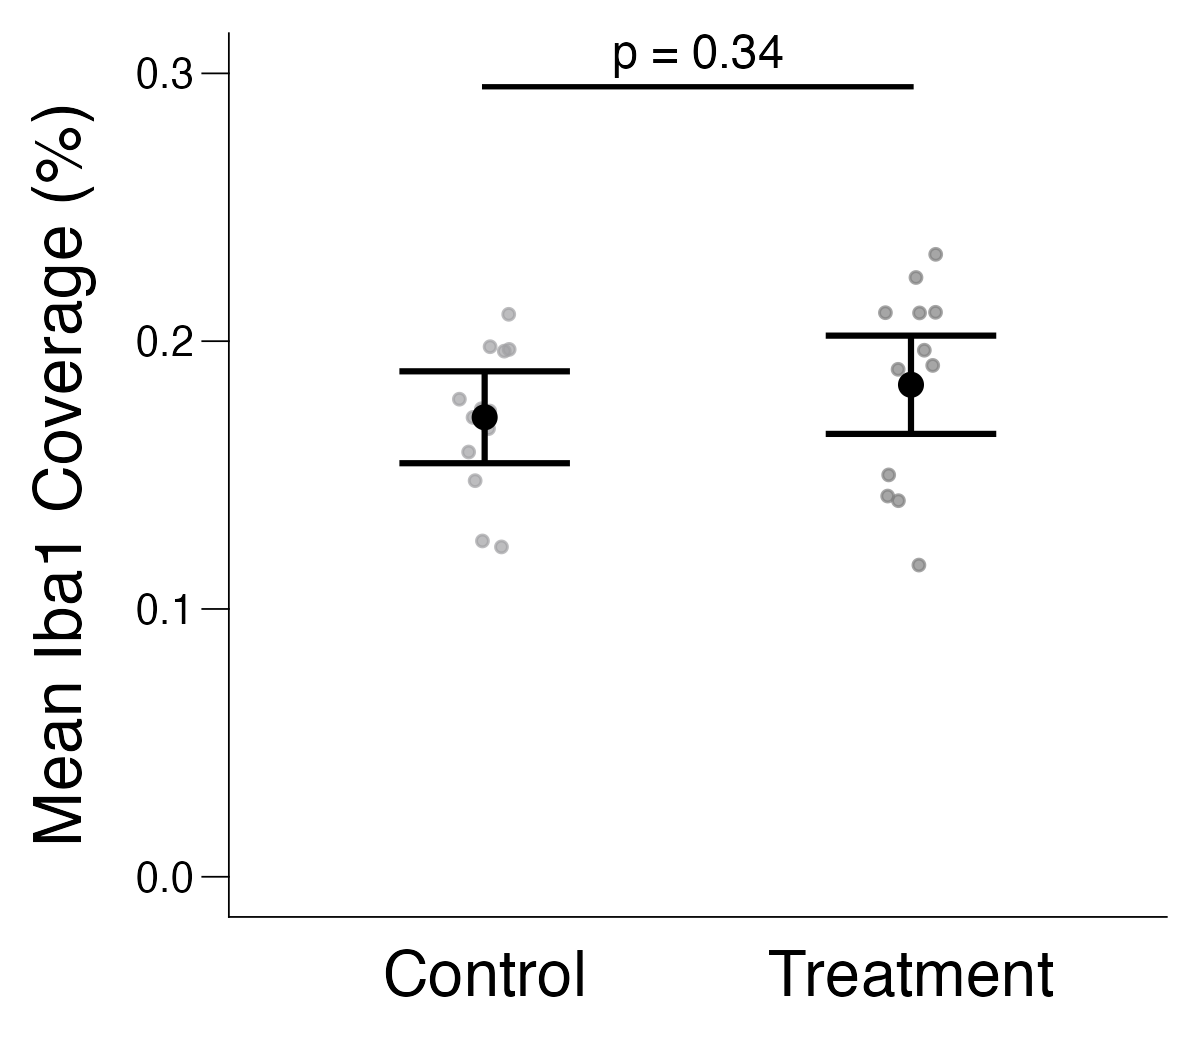 p = 0.34
Mean Iba1 Coverage (%)
0.3
0.2
0.1
0.0
Control
Treatment